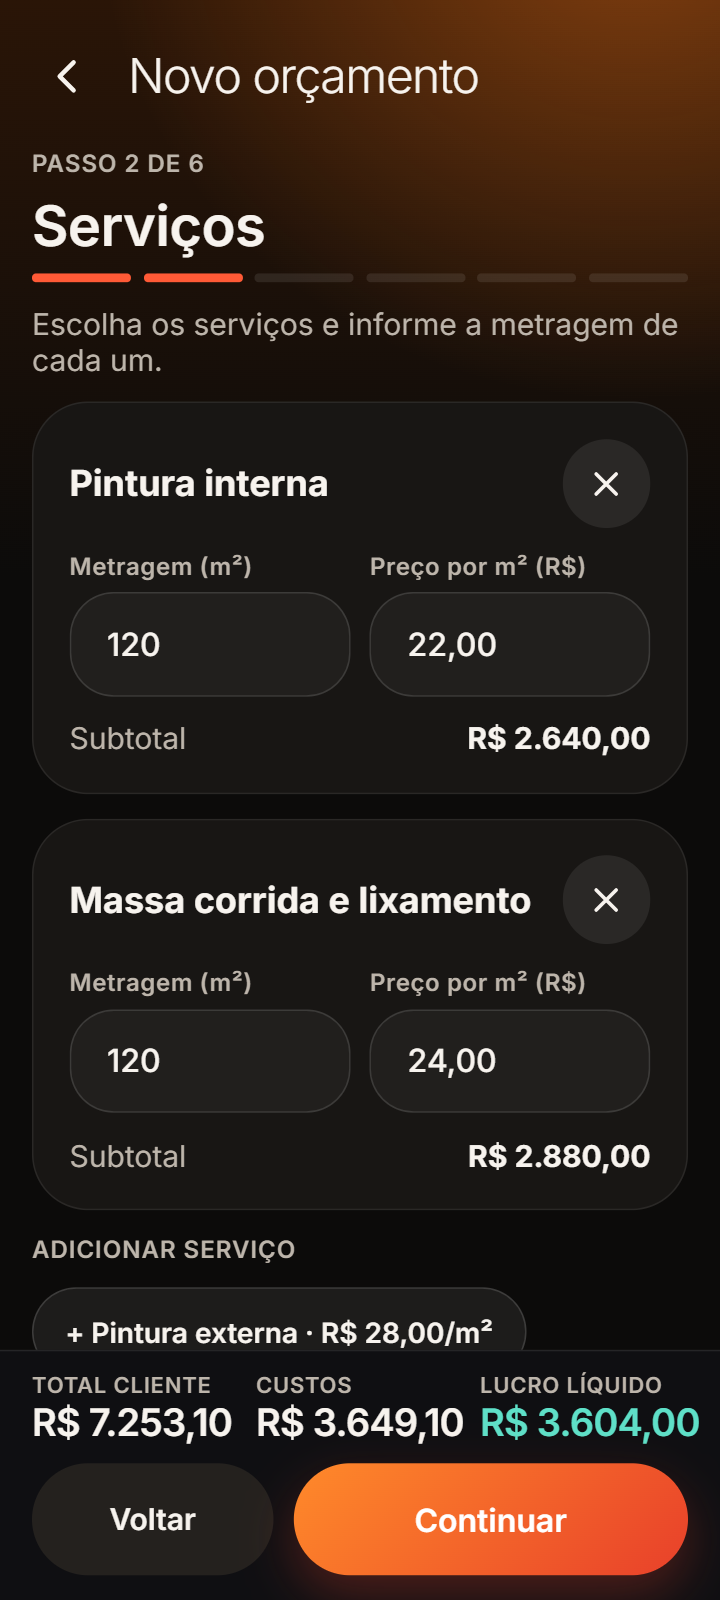 Novo orçamento
PASSO 2 DE 6
Serviços
Escolha os serviços e informe a metragem de
cada um.
Pintura interna
Metragem (m²) Preço por m² (R$)
120 22,00
Subtotal R$ 2.640,00
Massa corrida e lixamento
Metragem (m²) Preço por m² (R$)
120 24,00
Subtotal R$ 2.880,00
ADICIONAR SERVIÇO
+ Pintura externa · R$ 28,00/m²
TOTAL CLIENTE CUSTOS LUCRO LÍQUIDO
R$ 7.253,10 R$ 3.649,10 R$ 3.604,00
Voltar Continuar